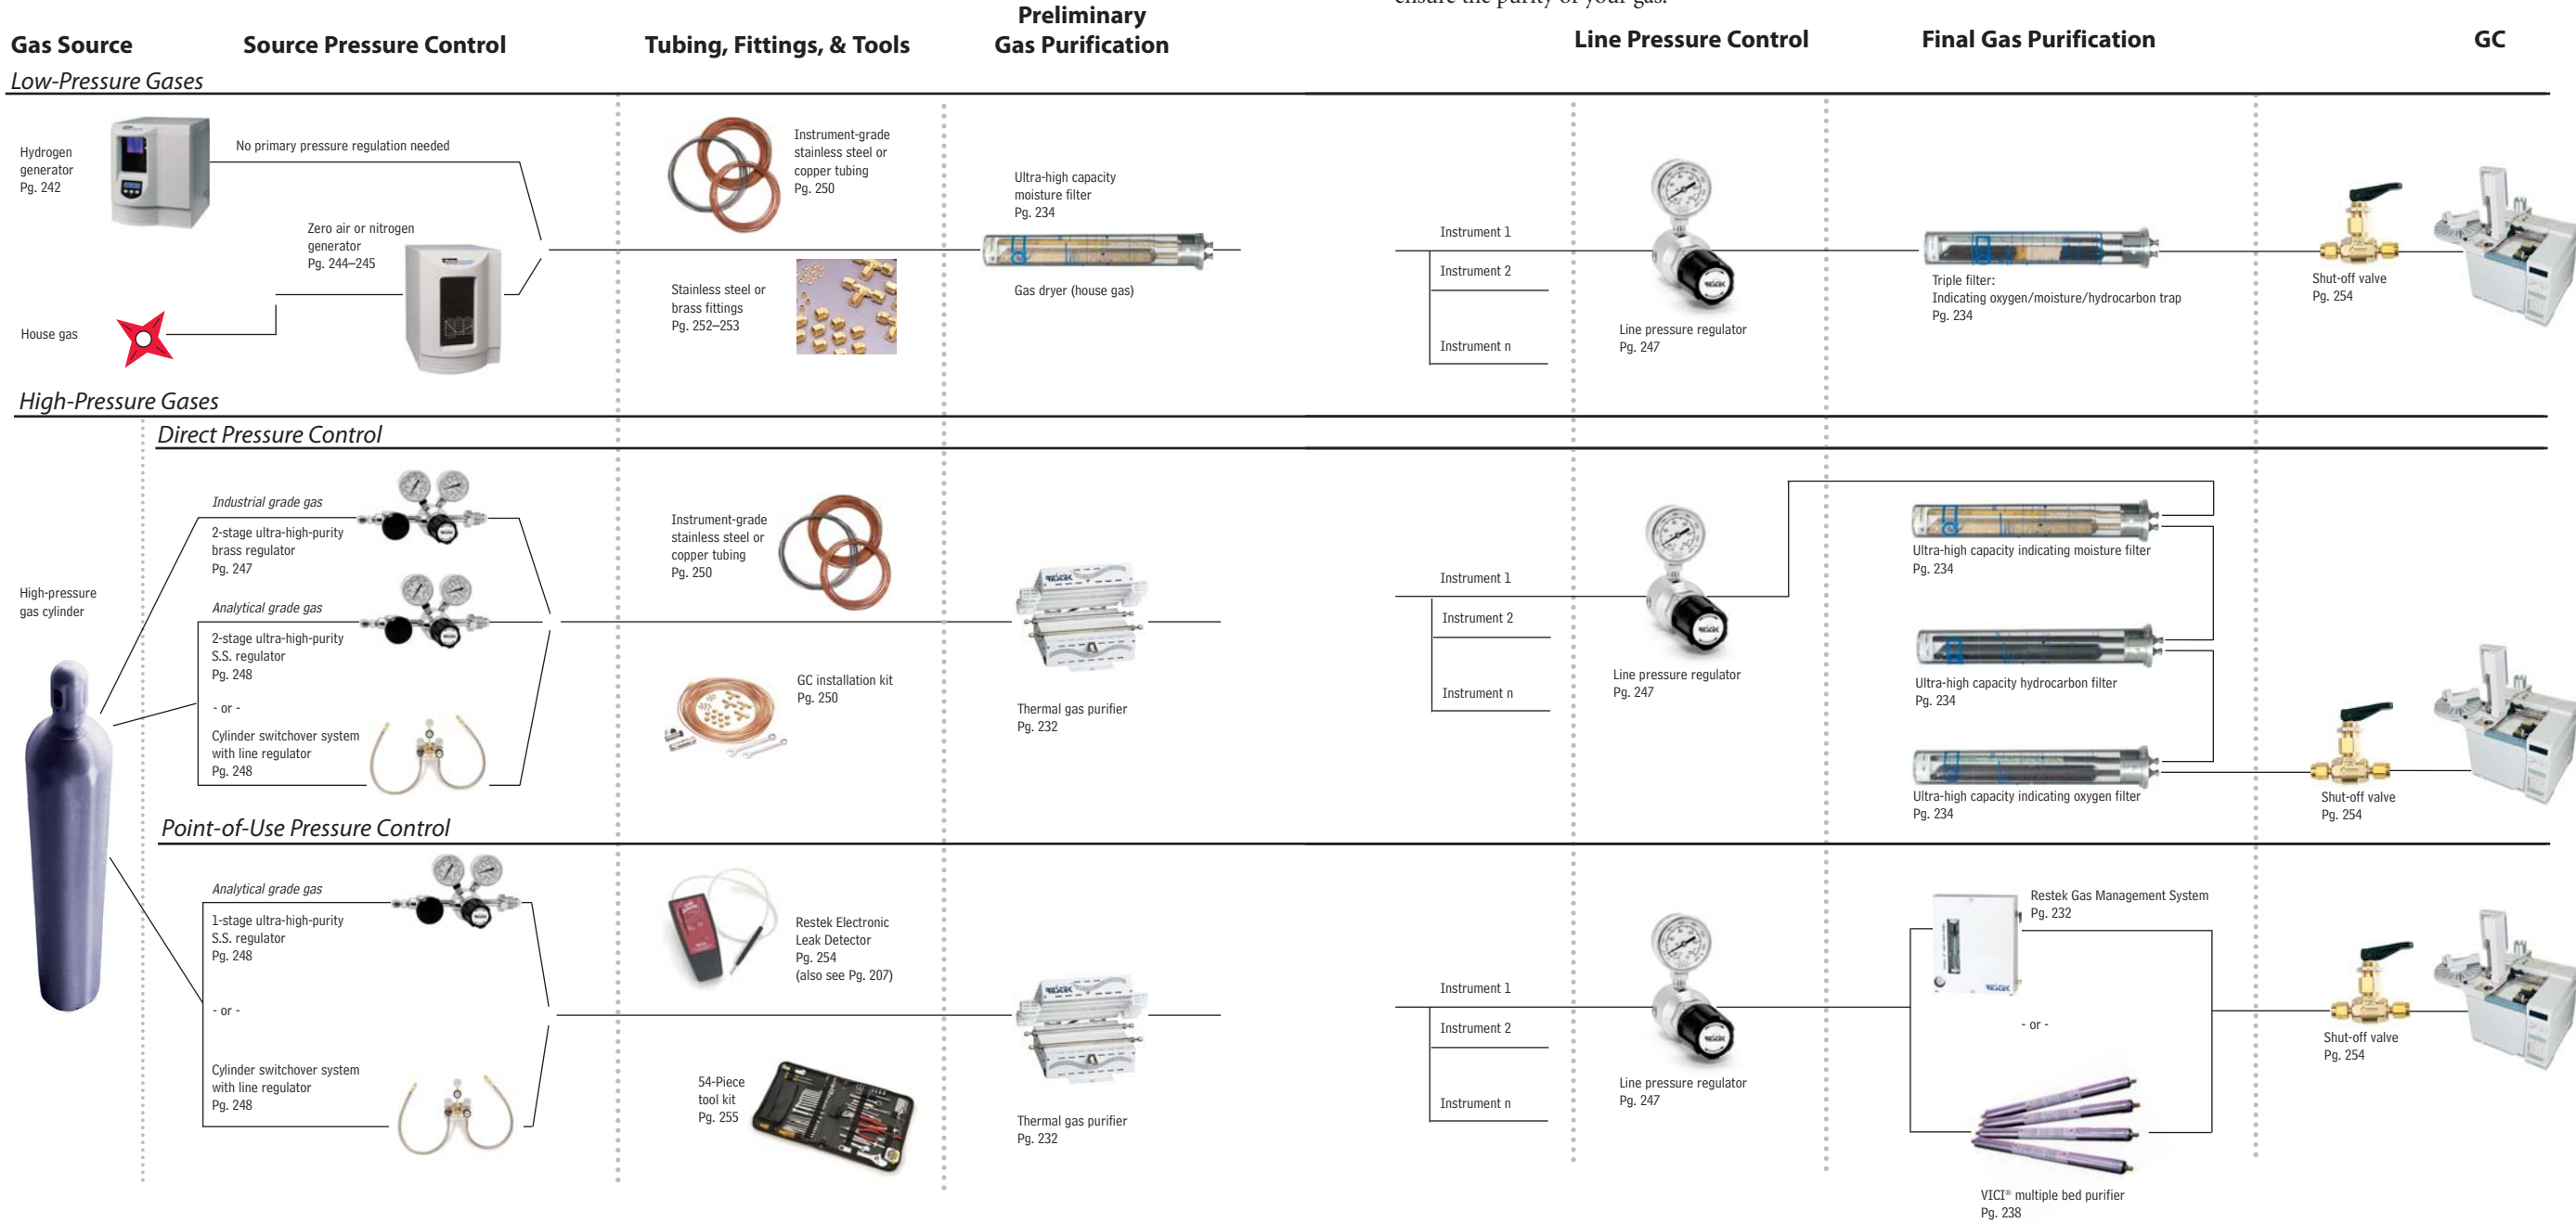 ensure the purity of your gas.
Gas Source
Source Pressure Control
Tubing, Fittings, & Tools
Preliminary
Gas Purification
Line Pressure Control
Final Gas Purification
GC
Low-Pressure Gases
Hydrogen
generator
Pg. 242
No primary pressure regulation needed
Zero air or nitrogen
generator
Pg. 244–245
House gas
Instrument-grade
stainless steel or
copper tubing
Pg. 250
Stainless steel or
brass fittings
Pg. 252–253
Ultra-high capacity
moisture filter
Pg. 234
Gas dryer (house gas)
Instrument 1
Instrument 2
Instrument n
Line pressure regulator
Pg. 247
Triple filter:
Indicating oxygen/moisture/hydrocarbon trap
Pg. 234
Shut-off valve
Pg. 254
High-Pressure Gases
Direct Pressure Control
High-pressure
gas cylinder
Industrial grade gas
2-stage ultra-high-purity
brass regulator
Pg. 247
Analytical grade gas
2-stage ultra-high-purity
S.S. regulator
Pg. 248
- or -
Cylinder switchover system
with line regulator
Pg. 248
Instrument-grade
stainless steel or
copper tubing
Pg. 250
GC installation kit
Pg. 250
RESTEK
Thermal gas purifier
Pg. 232
Instrument 1
Instrument 2
Instrument n
RESTEK
Line pressure regulator
Pg. 247
Ultra-high capacity indicating moisture filter
Pg. 234
Ultra-high capacity hydrocarbon filter
Pg. 234
Ultra-high capacity indicating oxygen filter
Pg. 234
Shut-off valve
Pg. 254
Point-of-Use Pressure Control
Analytical grade gas
1-stage ultra-high-purity
S.S. regulator
Pg. 248
- or -
Cylinder switchover system
with line regulator
Pg. 248
Restek Electronic
Leak Detector
Pg. 254
(also see Pg. 207)
54-Piece
tool kit
Pg. 255
RESTEK
Thermal gas purifier
Pg. 232
Instrument 1
Instrument 2
Instrument n
RESTEK
Line pressure regulator
Pg. 247
Restek Gas Management System
Pg. 232
RESTEK
- or -
VICI® multiple bed purifier
Pg. 238
Shut-off valve
Pg. 254